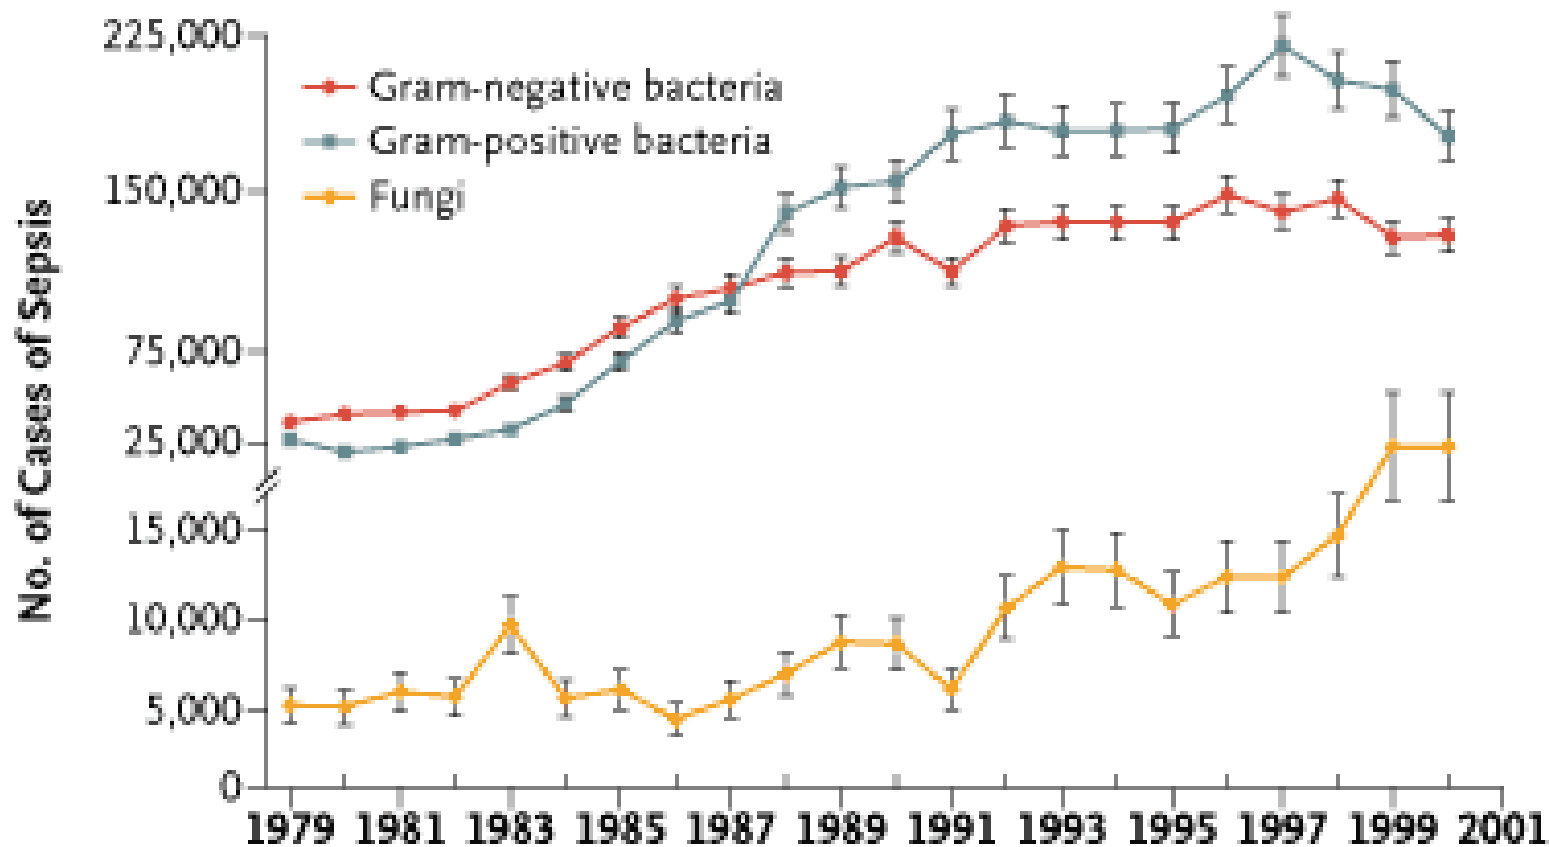 No. of Cases of Sepsis
225,000
150,000
75,000
25,000
15,000
10,000
5,000
0
Gram-negative bacteria
Gram-positive bacteria
Fungi
1979 1981 1983 1985 1987 1989 1991 1993 1995 1997 1999 2001